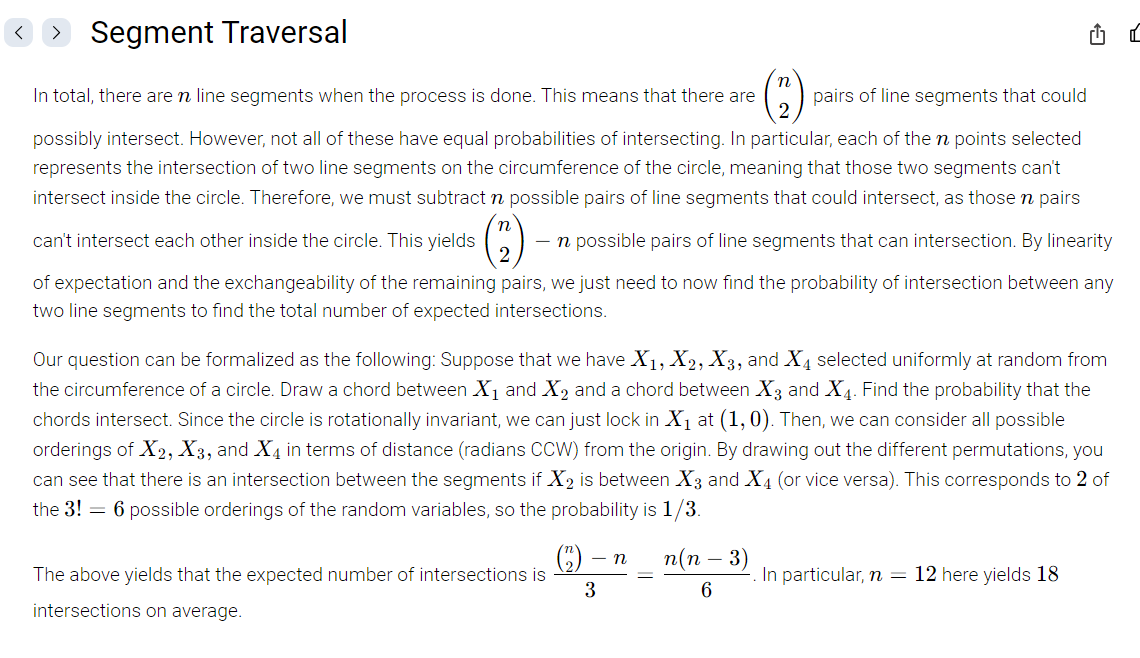 Segment Traversal
In total, there are n line segments when the process is done. This means that there are \binom{n}{2} pairs of line segments that could
possibly intersect. However, not all of these have equal probabilities of intersecting. In particular, each of the n points selected
represents the intersection of two line segments on the circumference of the circle, meaning that those two segments can't
intersect inside the circle. Therefore, we must subtract n possible pairs of line segments that could intersect, as those n pairs
can't intersect each other inside the circle. This yields \binom{n}{2} − n possible pairs of line segments that can intersection. By linearity
of expectation and the exchangeability of the remaining pairs, we just need to now find the probability of intersection between any
two line segments to find the total number of expected intersections.
Our question can be formalized as the following: Suppose that we have X₁, X₂, X₃, and X₄ selected uniformly at random from
the circumference of a circle. Draw a chord between X₁ and X₂ and a chord between X₃ and X₄. Find the probability that the
chords intersect. Since the circle is rotationally invariant, we can just lock in X₁ at (1, 0). Then, we can consider all possible
orderings of X₂, X₃, and X₄ in terms of distance (radians CCW) from the origin. By drawing out the different permutations, you
can see that there is an intersection between the segments if X₂ is between X₃ and X₄ (or vice versa). This corresponds to 2 of
the 3! = 6 possible orderings of the random variables, so the probability is 1/3.
The above yields that the expected number of intersections is \frac{\binom{n}{2} − n}{3} = \frac{n(n − 3)}{6}. In particular, n = 12 here yields 18
intersections on average.